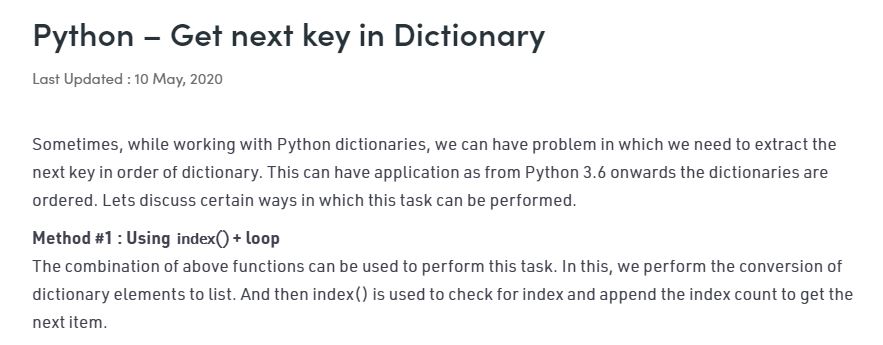 Python – Get next key in Dictionary
Last Updated : 10 May, 2020
Sometimes, while working with Python dictionaries, we can have problem in which we need to extract the
next key in order of dictionary. This can have application as from Python 3.6 onwards the dictionaries are
ordered. Lets discuss certain ways in which this task can be performed.
Method #1 : Using index() + loop
The combination of above functions can be used to perform this task. In this, we perform the conversion of
dictionary elements to list. And then index() is used to check for index and append the index count to get the
next item.